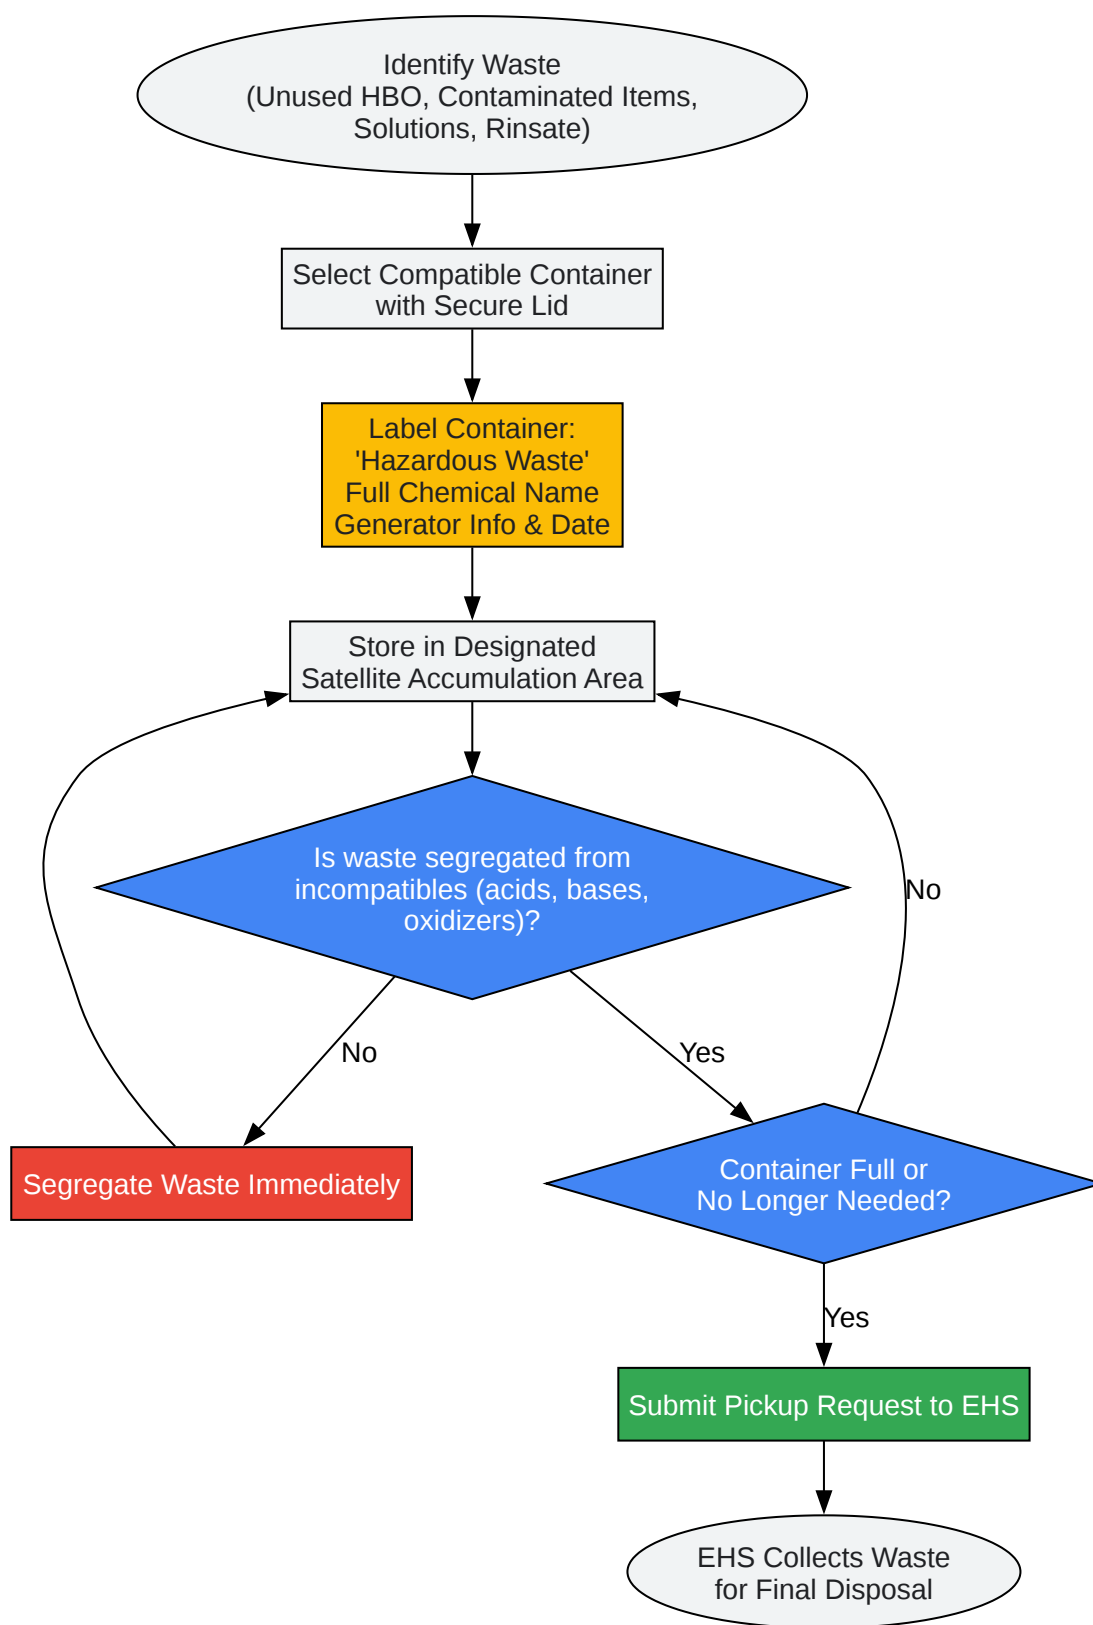 Identify Waste
(Unused HBO, Contaminated Items,
Solutions, Rinsate)
Select Compatible Container
with Secure Lid
Label Container:
'Hazardous Waste'
Full Chemical Name
Generator Info & Date
Store in Designated
Satellite Accumulation Area
Is waste segregated from
incompatibles (acids, bases,
oxidizers)?
No
No
Yes
Segregate Waste Immediately
Container Full or
No Longer Needed?
Yes
Submit Pickup Request to EHS
EHS Collects Waste
for Final Disposal